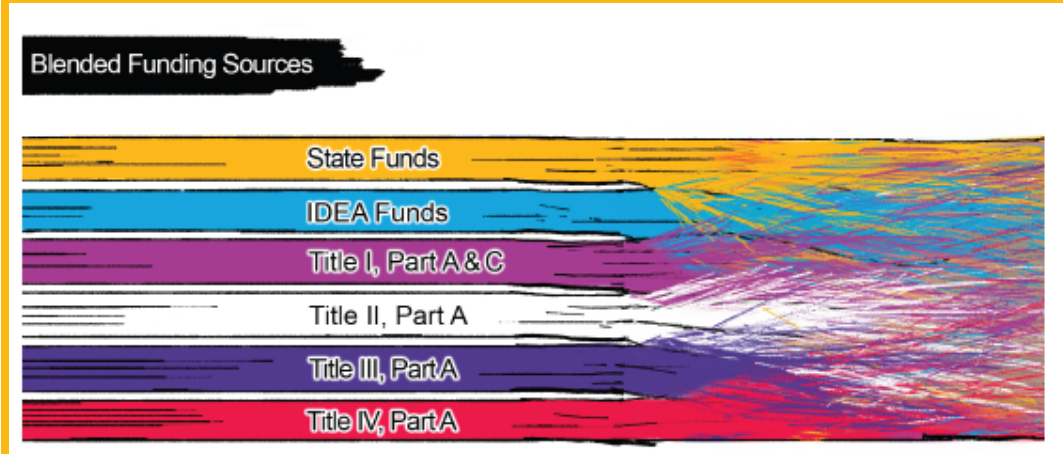 Blended Funding Sources
State Funds
IDEA Funds
Title I, Part A & C
Title II, Part A
Title III, Part A
Title IV, Part A